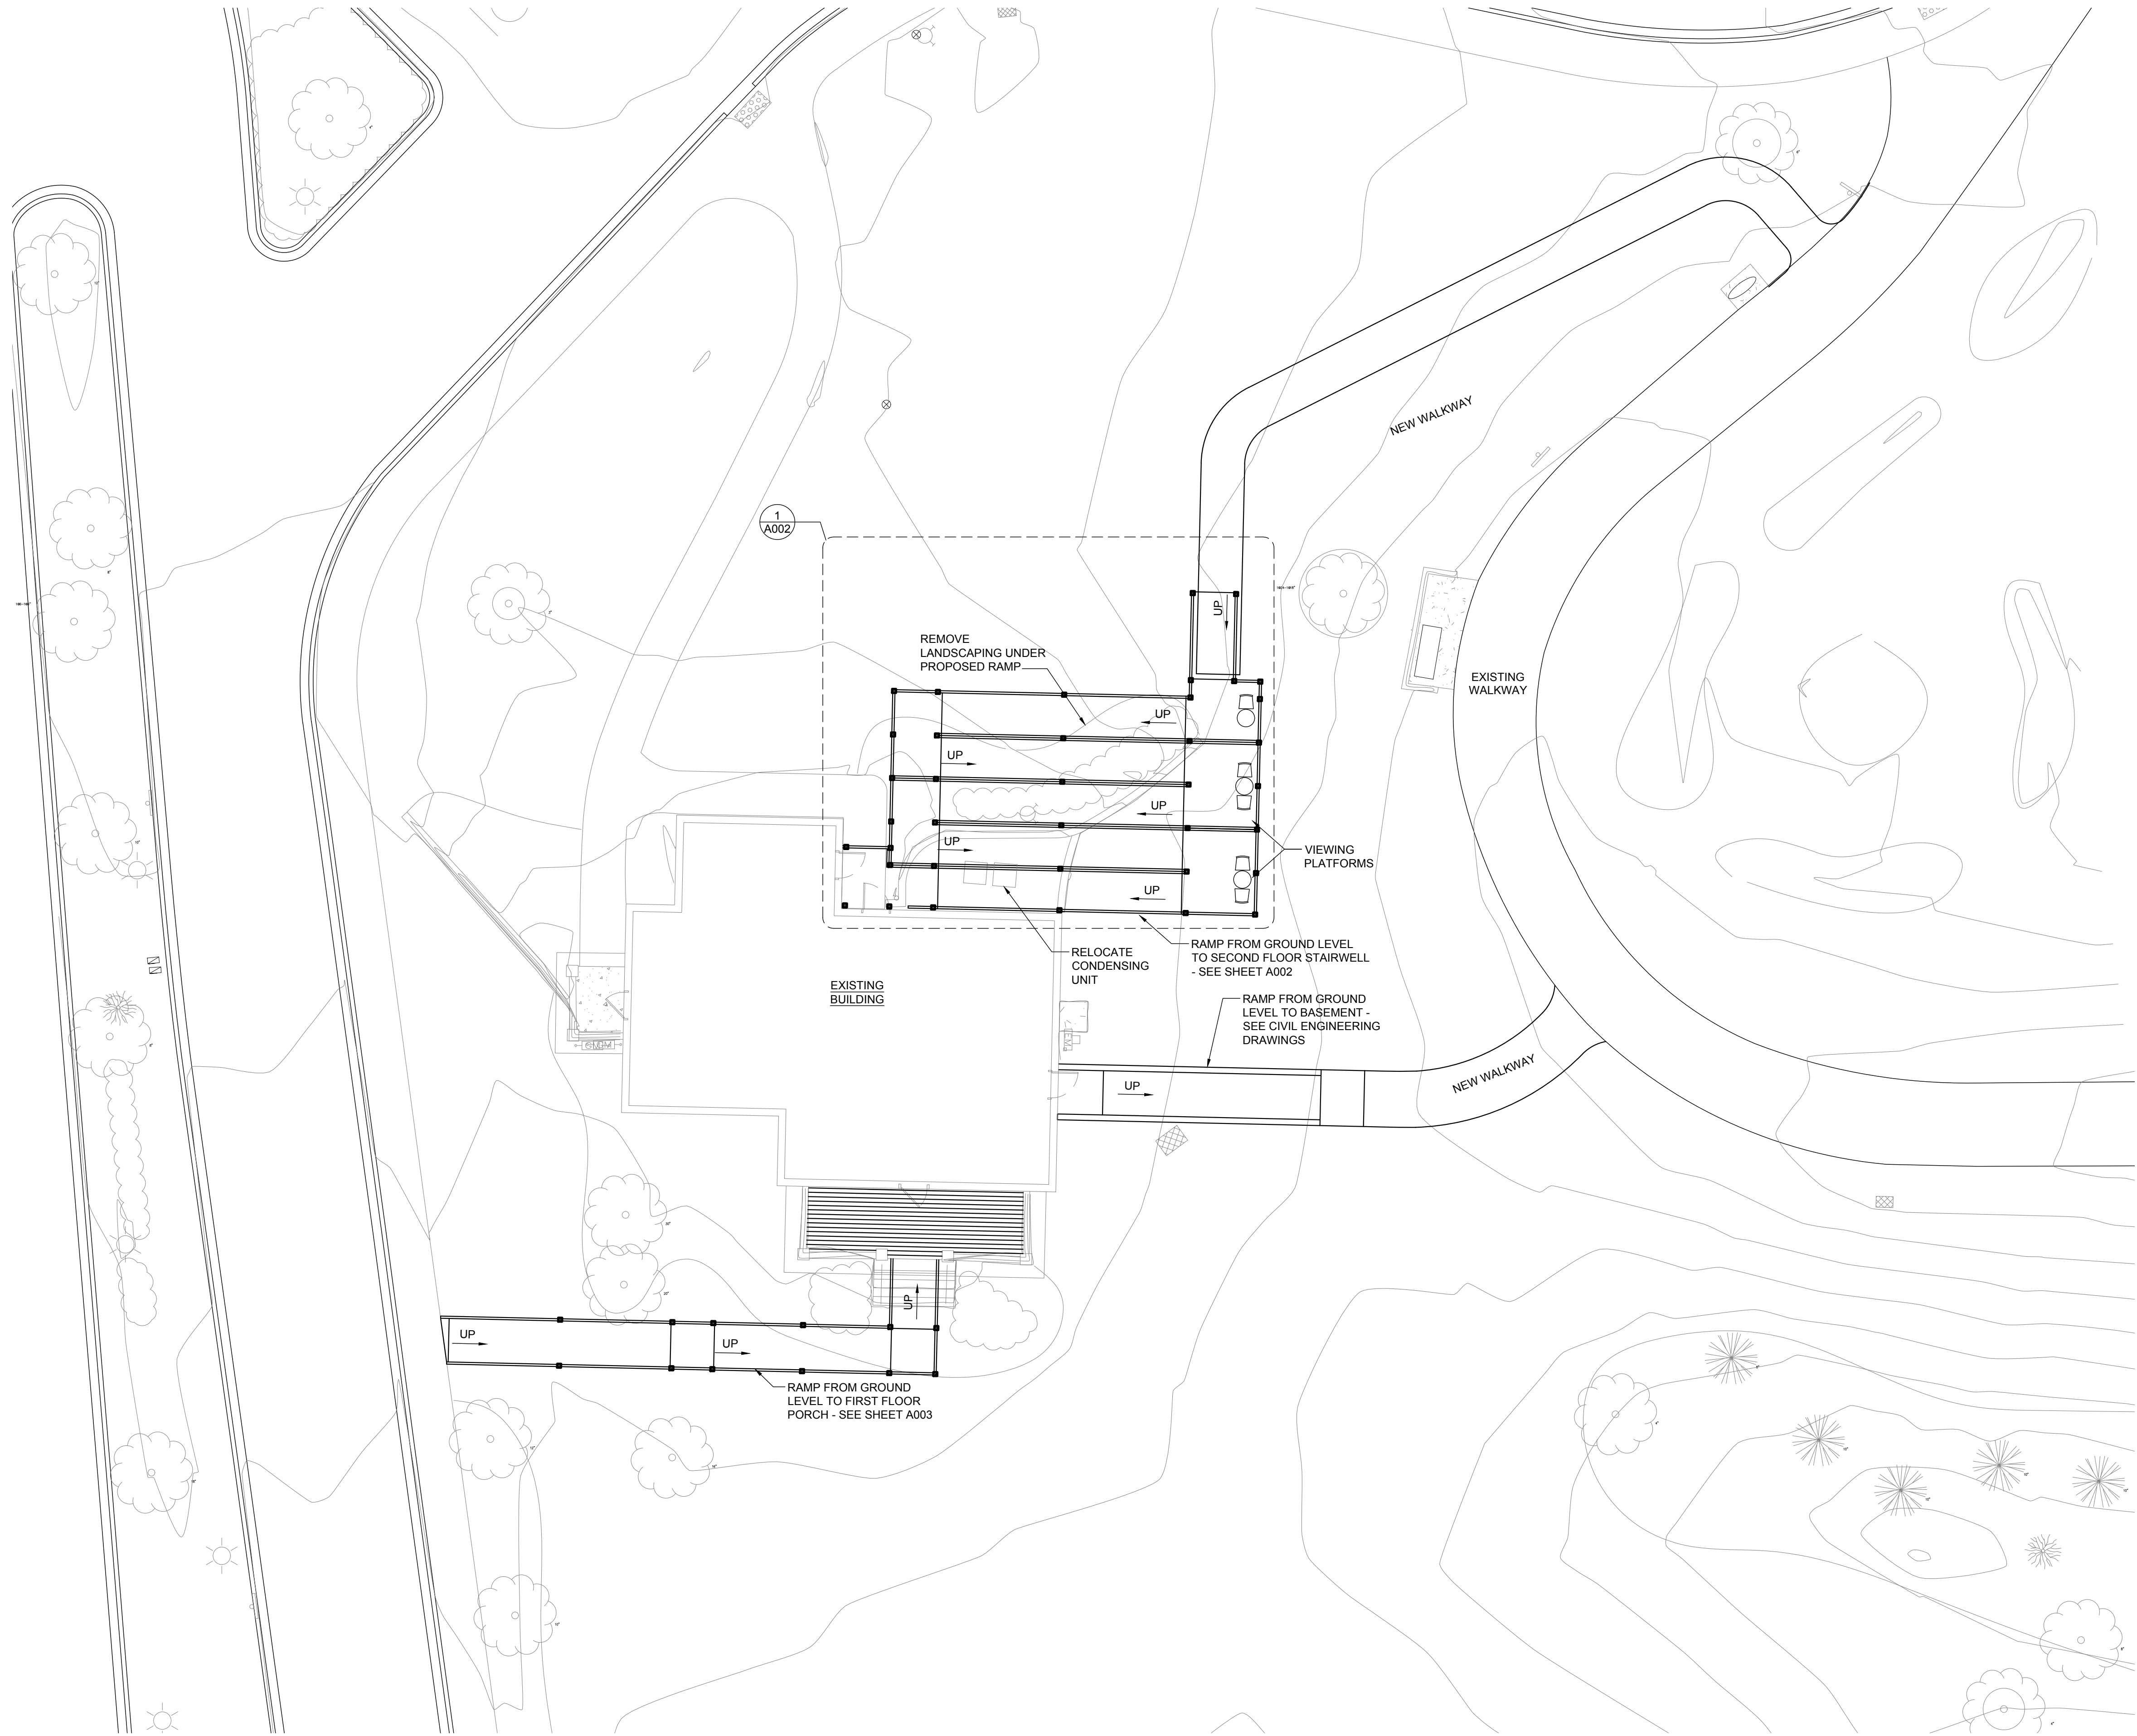 1
A002
NEW WALKWAY
UP
REMOVE
LANDSCAPING UNDER
PROPOSED RAMP
EXISTING
WALKWAY
UP
UP
UP
UP
UP
VIEWING
PLATFORMS
RELOCATE
CONDENSING
UNIT
RAMP FROM GROUND LEVEL
TO SECOND FLOOR STAIRWELL
- SEE SHEET A002
EXISTING
BUILDING
RAMP FROM GROUND
LEVEL TO BASEMENT -
SEE CIVIL ENGINEERING
DRAWINGS
UP
NEW WALKWAY
UP
UP
UP
RAMP FROM GROUND
LEVEL TO FIRST FLOOR
PORCH - SEE SHEET A003